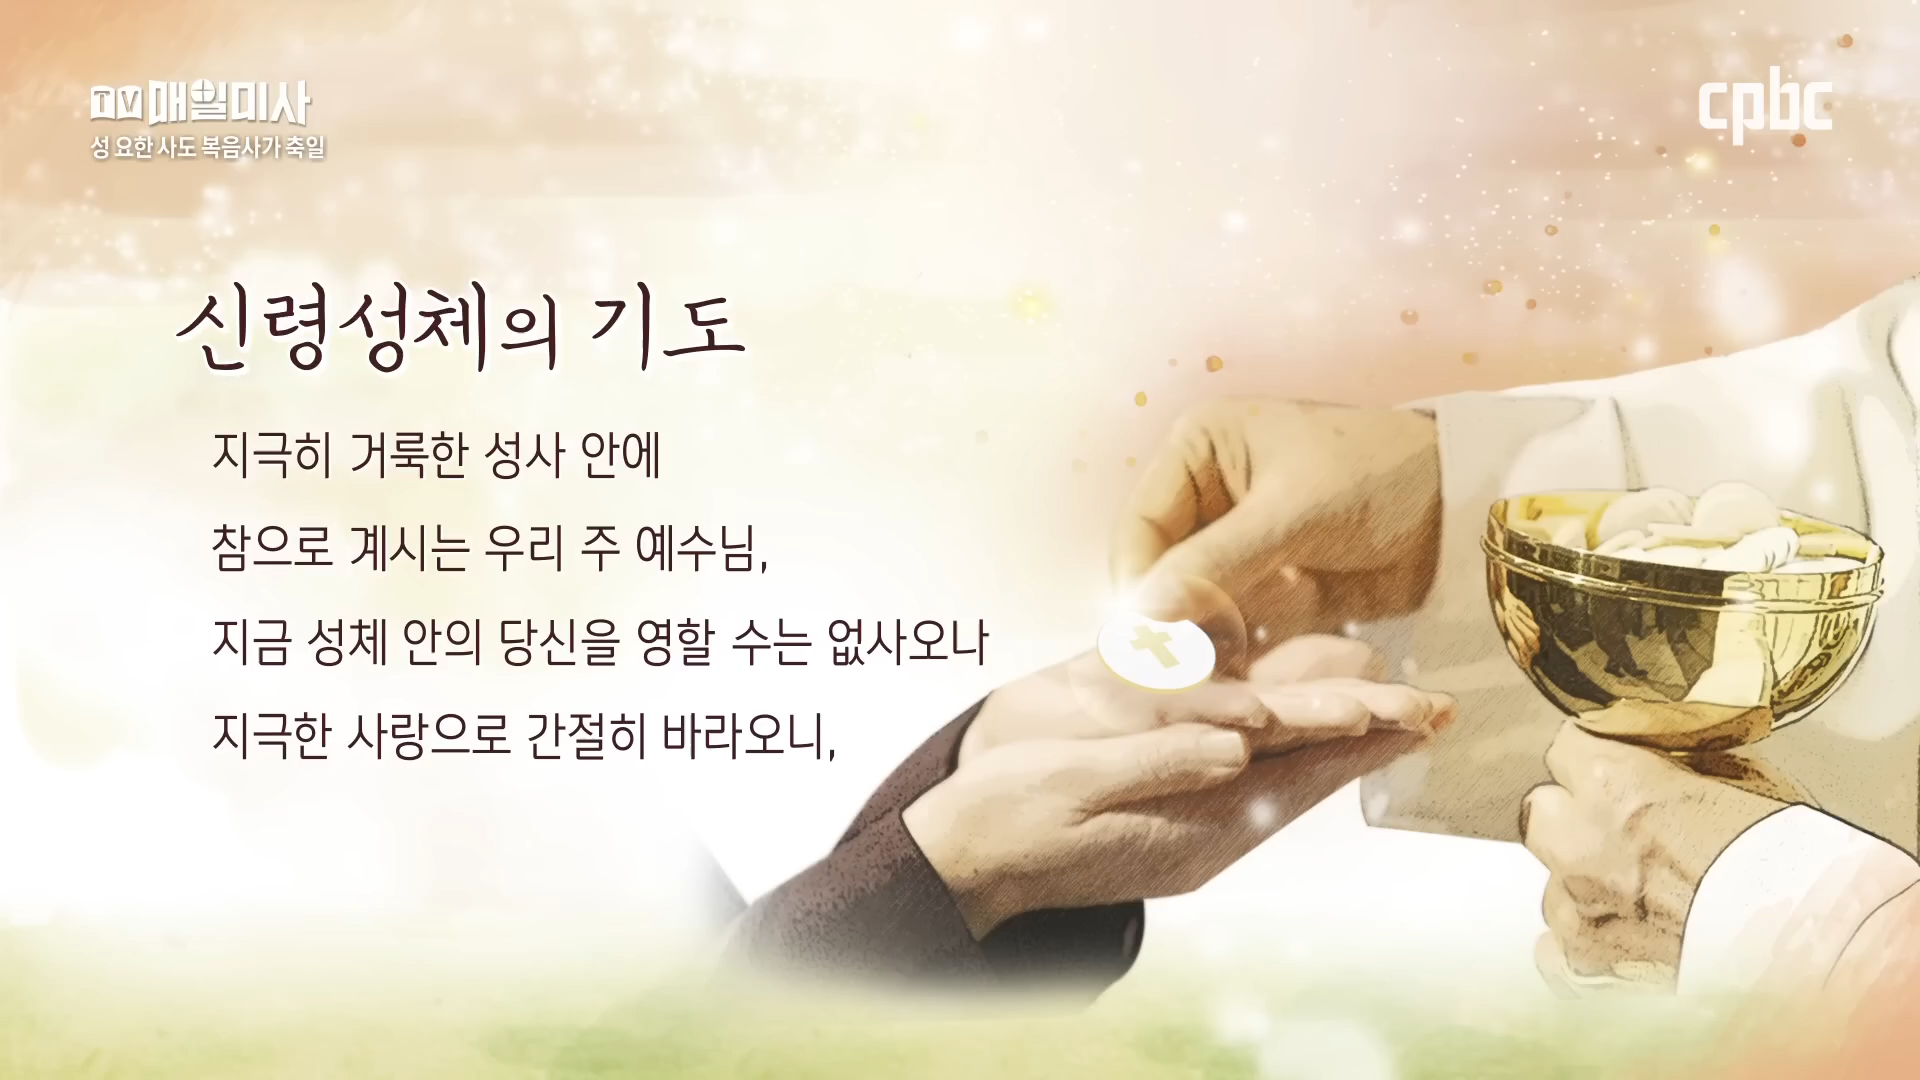 TV매일미사
성 요한 사도 복음사가 축일
cpbc
신령성체의 기도
지극히 거룩한 성사 안에
참으로 계시는 우리 주 예수님,
지금 성체 안의 당신을 영할 수는 없사오나
지극한 사랑으로 간절히 바라오니,